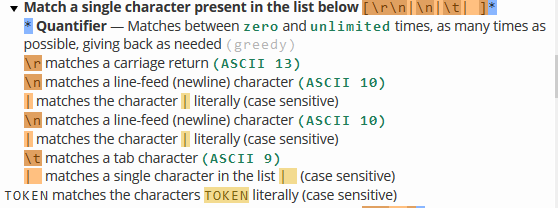 ▼ Match a single character present in the list below [\r\n|\n|\t| ]*
* Quantifier — Matches between zero and unlimited times, as many times as
possible, giving back as needed (greedy)
\r matches a carriage return (ASCII 13)
\n matches a line-feed (newline) character (ASCII 10)
| matches the character | literally (case sensitive)
\n matches a line-feed (newline) character (ASCII 10)
| matches the character | literally (case sensitive)
\t matches a tab character (ASCII 9)
|  matches a single character in the list |  (case sensitive)
TOKEN matches the characters TOKEN literally (case sensitive)